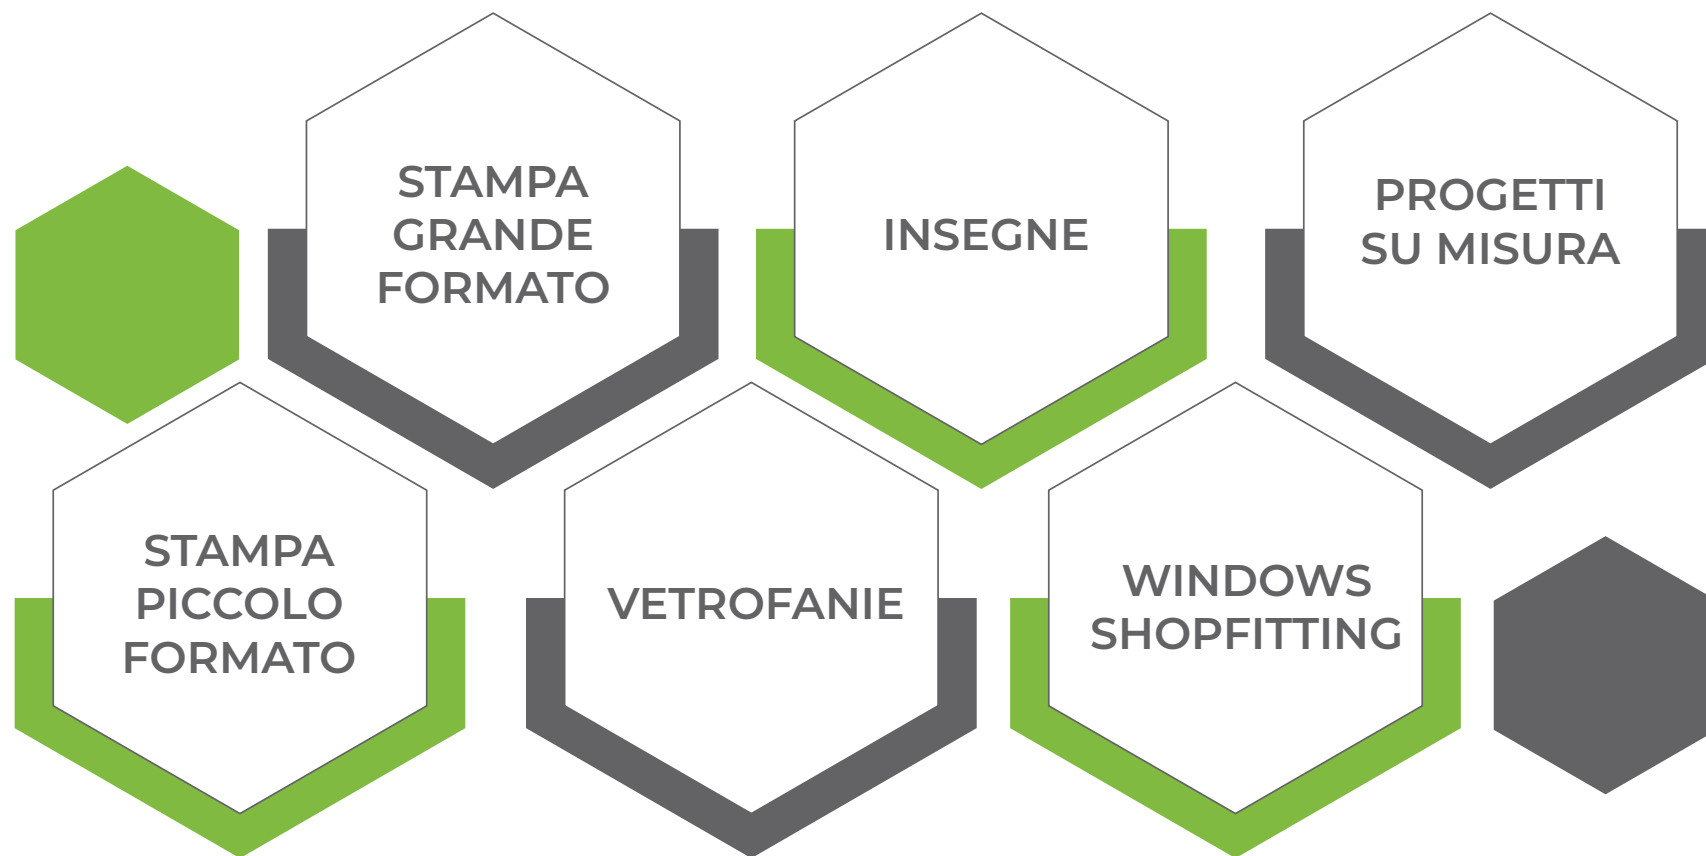 STAMPA
GRANDE
FORMATO
INSEGNE
PROGETTI
SU MISURA
STAMPA
PICCOLO
FORMATO
VETROFANIE
WINDOWS
SHOPFITTING